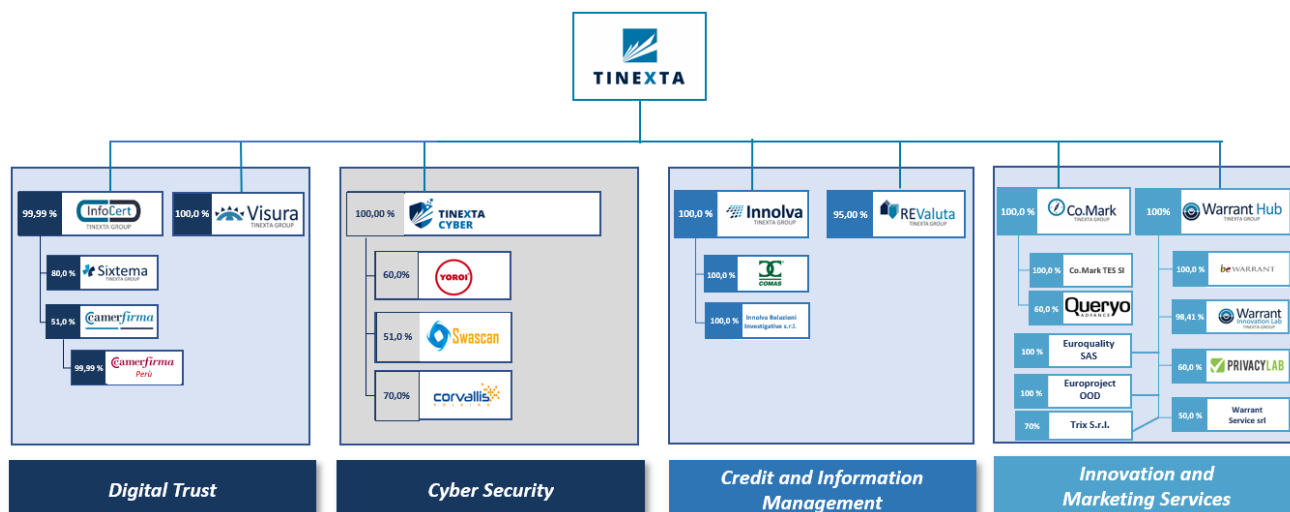 TINEXTA
99,99 %
InfoCert
TINEXTA GROUP
100,0 %
Visura
TINEXTA GROUP
80,0 %
Sixtema
TINEXTA GROUP
51,0 %
Camerfirma
99,99 %
Camerfirma
Perù
Digital Trust
100,00 %
TINEXTA
CYBER
60,0%
YOROI
51,0 %
Swascan
70,0%
corvallis
HOLDING
Cyber Security
100,0 %
Innolva
TINEXTA GROUP
95,00 %
REValuta
TINEXTA GROUP
100,0 %
COMAS
100,0 %
Innolva Relazioni
Investigative s.r.l.
Credit and Information
Management
100,0 %
Co.Mark
TINEXTA GROUP
100%
Warrant Hub
TINEXTA GROUP
100,0 %
Co.Mark TES Sl
60,0 %
Queryo
ADVANCE
100 %
Euroquality
SAS
100 %
Europroject
OOD
70%
Trix S.r.l.
100,0 %
beWARRANT
98,41 %
Warrant
Innovation Lab
TINEXTA GROUP
60,0 %
PRIVACYLAB
50,0 %
Warrant
Service srl
Innovation and
Marketing Services